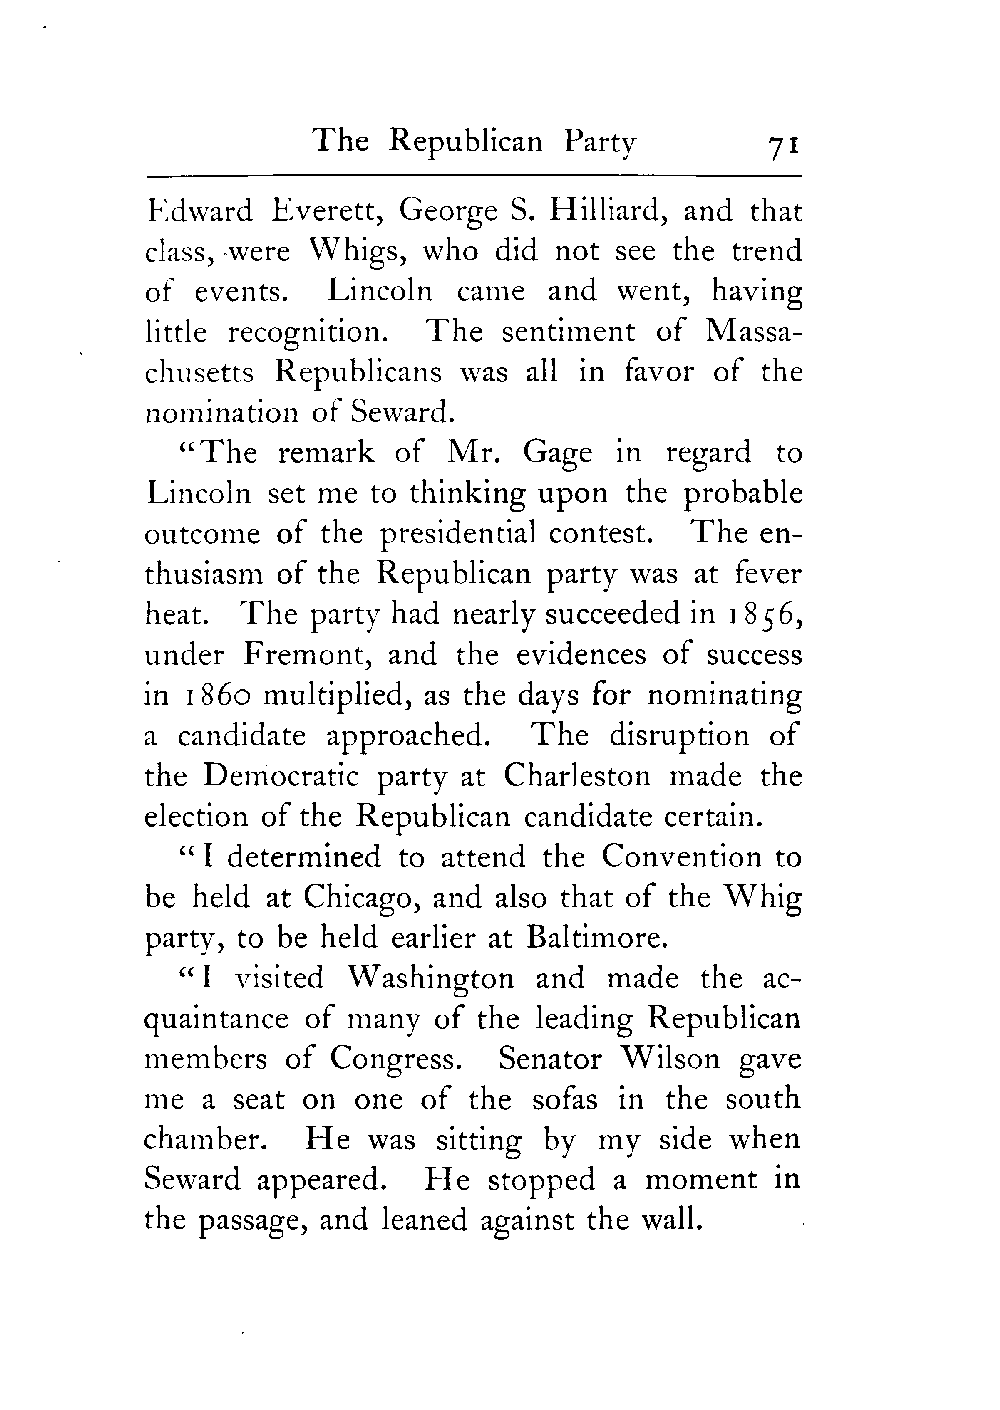 The Republican Party 71
Edward Everett, George S. Hilliard, and that
class, were Whigs, who did not see the trend
of events. Lincoln came and went, having
little recognition. The sentiment of Massa-
chusetts Republicans was all in favor of the
nomination of Seward.
"The remark of Mr. Gage in regard to
Lincoln set me to thinking upon the probable
outcome of the presidential contest. The en-
thusiasm of the Republican party was at fever
heat. The party had nearly succeeded in 1856,
under Fremont, and the evidences of success
in 1860 multiplied, as the days for nominating
a candidate approached. The disruption of
the Democratic party at Charleston made the
election of the Republican candidate certain.
"I determined to attend the Convention to
be held at Chicago, and also that of the Whig
party, to be held earlier at Baltimore.
"I visited Washington and made the ac-
quaintance of many of the leading Republican
members of Congress. Senator Wilson gave
me a seat on one of the sofas in the south
chamber. He was sitting by my side when
Seward appeared. He stopped a moment in
the passage, and leaned against the wall.